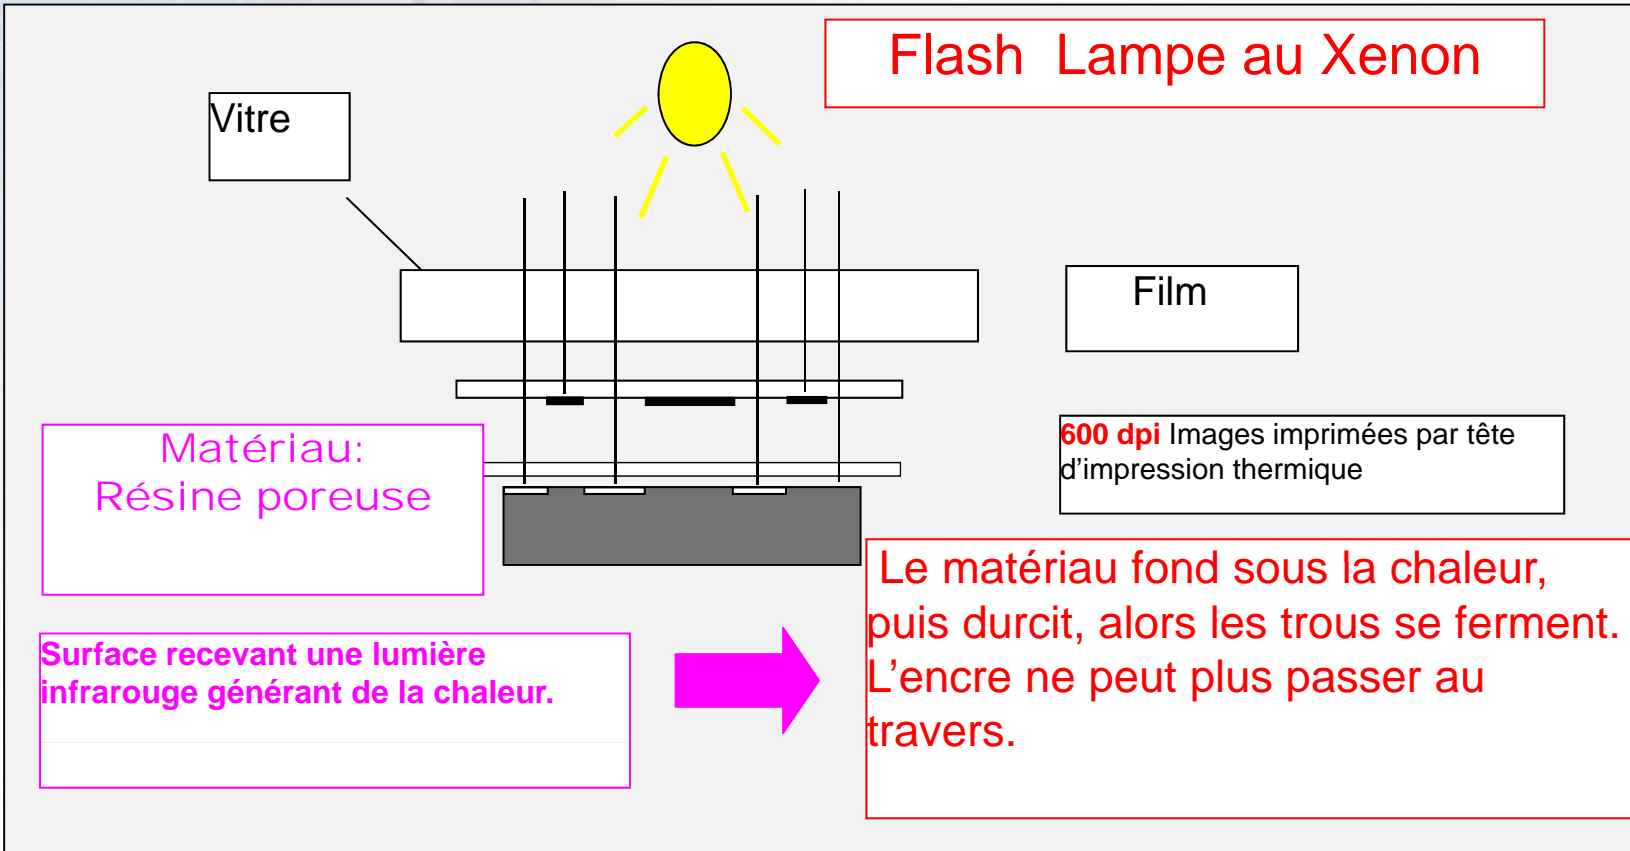 Flash  Lampe au Xenon
Vitre
Film
600 dpi Images imprimées par tête
d’impression thermique
Matériau:
Résine poreuse
Le matériau fond sous la chaleur,
puis durcit, alors les trous se ferment.
L’encre ne peut plus passer au
travers.
Surface recevant une lumière
infrarouge générant de la chaleur.